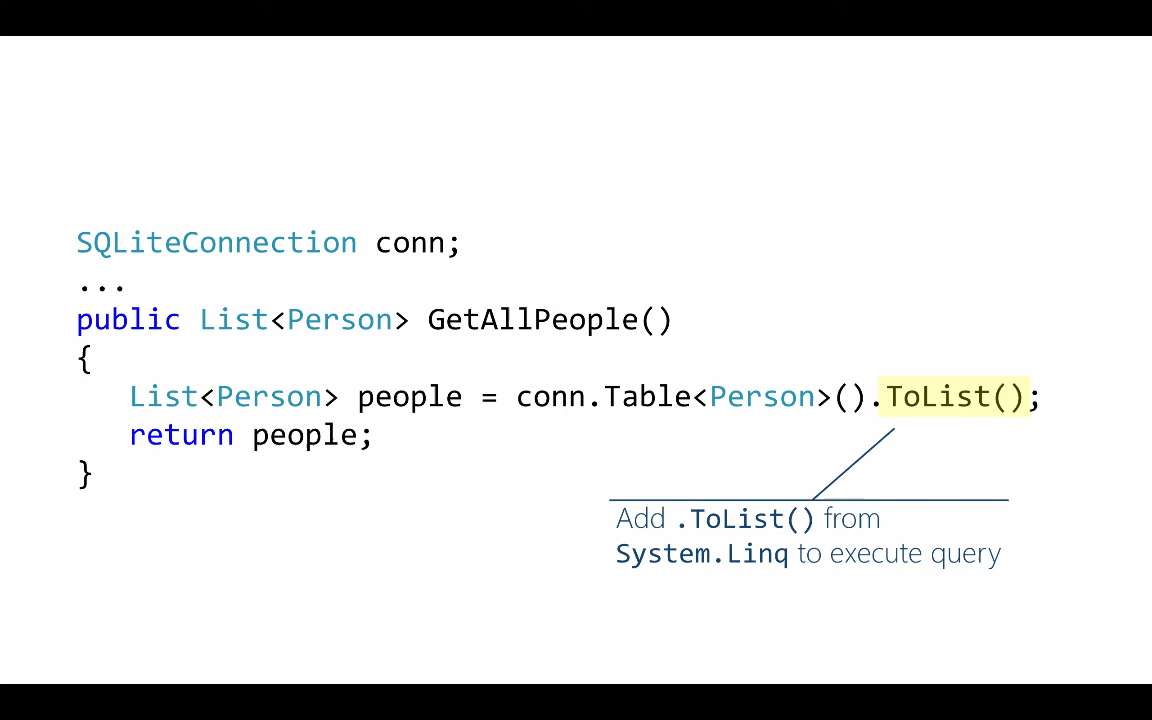 SQLiteConnection conn;
...
public List<Person> GetAllPeople()
{
List<Person> people = conn.Table<Person>().ToList();
return people;
}
Add .ToList() from
System.Linq to execute query